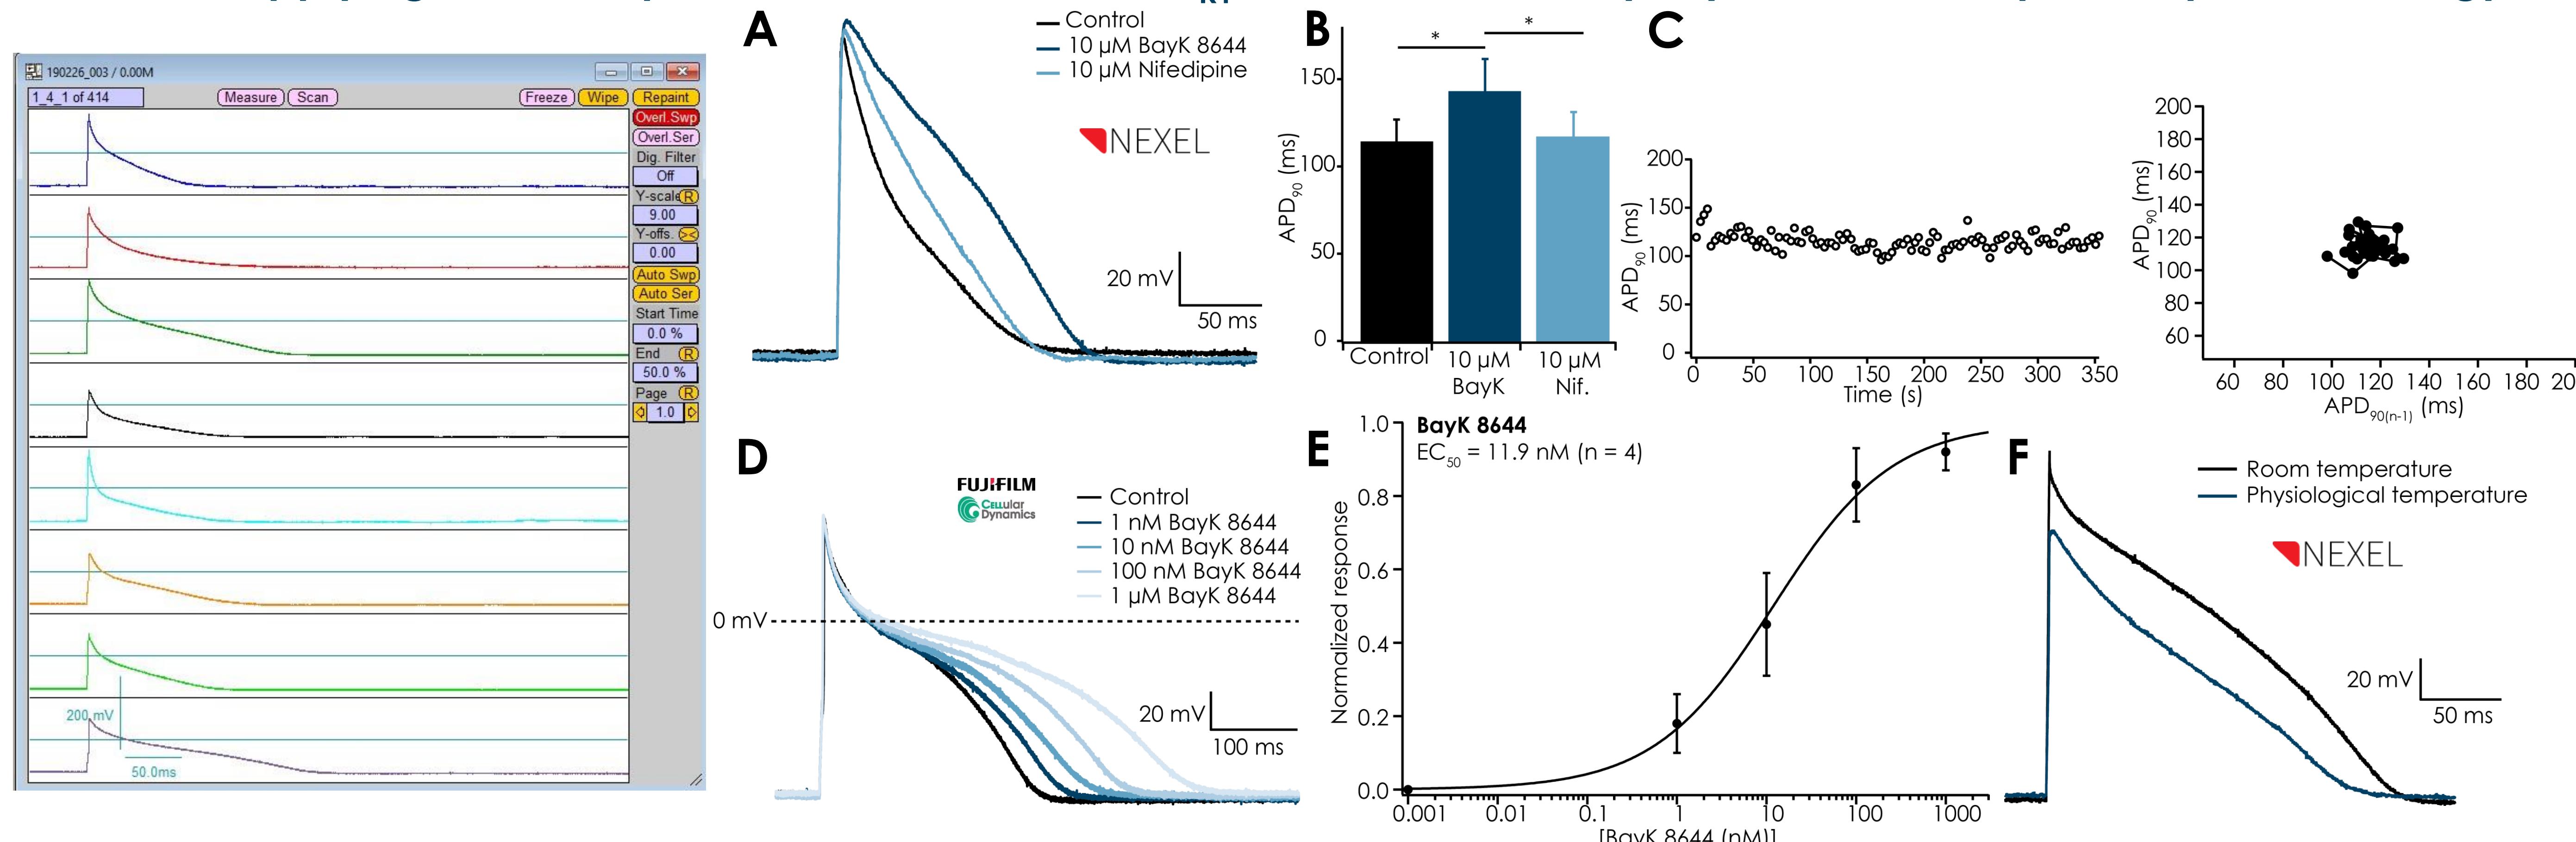 RT
190226_003 / 0.00M
1_4_1 of 414
Measure
Scan
Freeze
Wipe
Repaint
Overl.Swp
Overl.Ser
Dig. Filter
Off
Y-scale R
9.00
Y-offs. ><
0.00
Auto Swp
Auto Ser
Start Time
0.0 %
End R
50.0 %
Page R
1.0
200 mV
50.0ms
A
Control
10 µM BayK 8644
10 µM Nifedipine
NEXEL
20 mV
50 ms
B
*
*
APD90 (ms)
150
100
50
0
Control
10 µM
BayK
10 µM
Nif.
C
APD90 (ms)
200
150
100
50
0
0 50 100 150 200 250 300 350
Time (s)
APD90 (ms)
200
180
160
140
120
100
80
60
60 80 100 120 140 160 180 20
APD90(n-1) (ms)
D
FUJIFILM
Cellular
Dynamics
Control
1 nM BayK 8644
10 nM BayK 8644
100 nM BayK 8644
1 µM BayK 8644
0 mV
20 mV
100 ms
E
BayK 8644
EC50 = 11.9 nM (n = 4)
Normalized response
1.0
0.8
0.6
0.4
0.2
0.0
0.001 0.01 0.1 1 10 100 1000
[BayK 8644 (nM)]
F
Room temperature
Physiological temperature
NEXEL
20 mV
50 ms